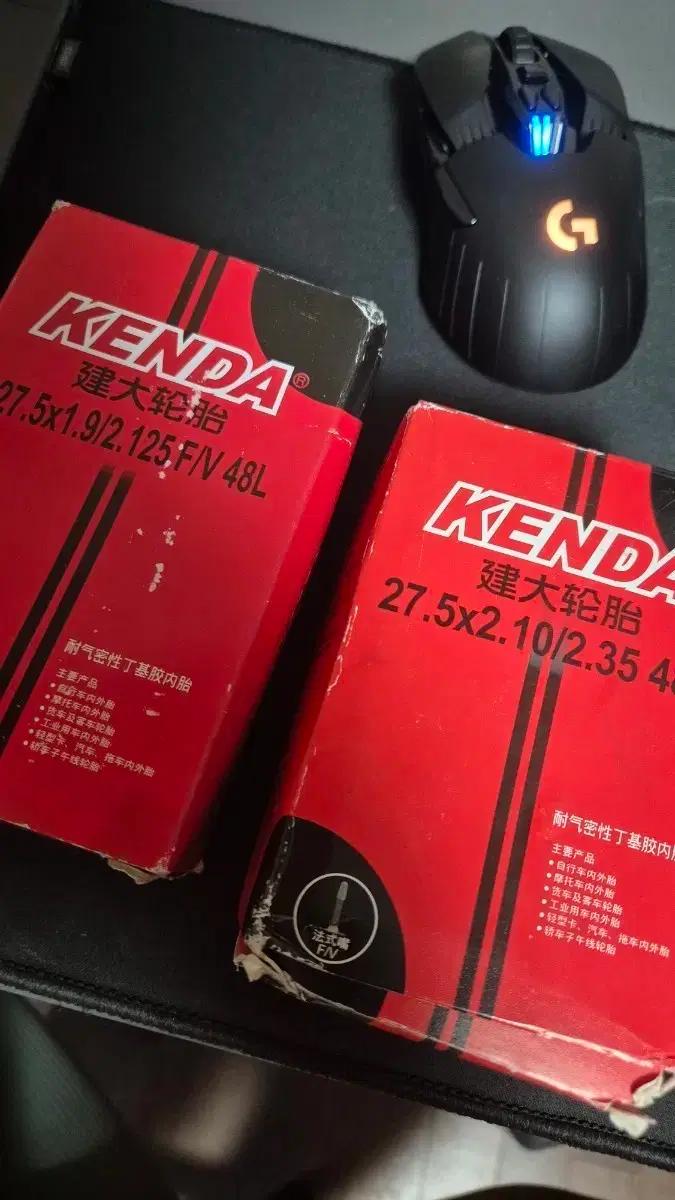 KENDA®
建大轮胎
27.5x1.9/2.125 F/V 48L
耐气密性丁基胶内胎
主要产品
• 自行车内外胎
• 摩托车内外胎
• 货车及客车轮胎
• 工业用车内外胎
• 轻型卡、汽车、拖车内外胎
• 轿车子午线轮胎
KENDA
建大轮胎
27.5x2.10/2.35 48
耐气密性丁基胶内胎
主要产品
• 自行车内外胎
• 摩托车内外胎
• 货车及客车轮胎
• 工业用车内外胎
• 轻型卡、汽车、拖车内外胎
• 轿车子午线轮胎
法式嘴
F/V
G